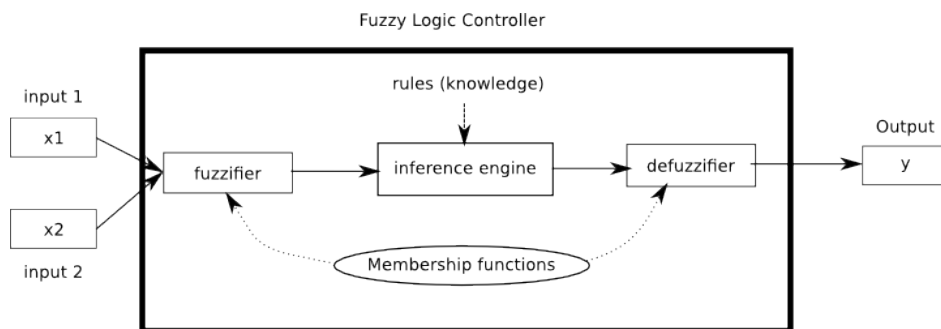 Fuzzy Logic Controller
input 1
x1
x2
input 2
fuzzifier
rules (knowledge)
inference engine
defuzzifier
Membership functions
Output
y